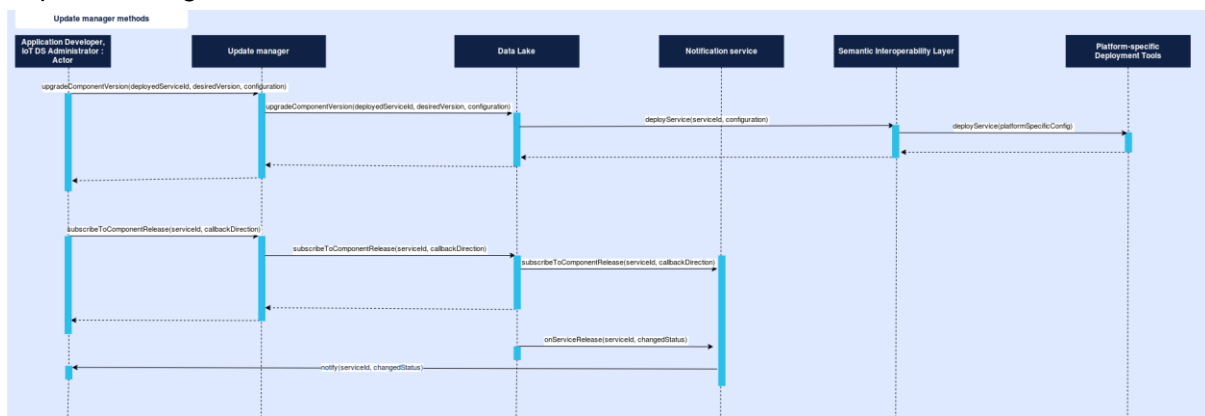 Update manager methods
Application Developer,
IoT DS Administrator :
Actor
Update manager
Data Lake
Notification service
Semantic Interoperability Layer
Platform-specific
Deployment Tools
upgradeComponentVersion(deployedServiceId, desiredVersion, configuration)
upgradeComponentVersion(deployedServiceId, desiredVersion, configuration)
deployService(serviceId, configuration)
deployService(platformSpecificConfig)
subscribeToComponentRelease(serviceId, callbackDirection)
subscribeToComponentRelease(serviceId, callbackDirection)
subscribeToComponentRelease(serviceId, callbackDirection)
onServiceRelease(serviceId, changedStatus)
notify(serviceId, changedStatus)